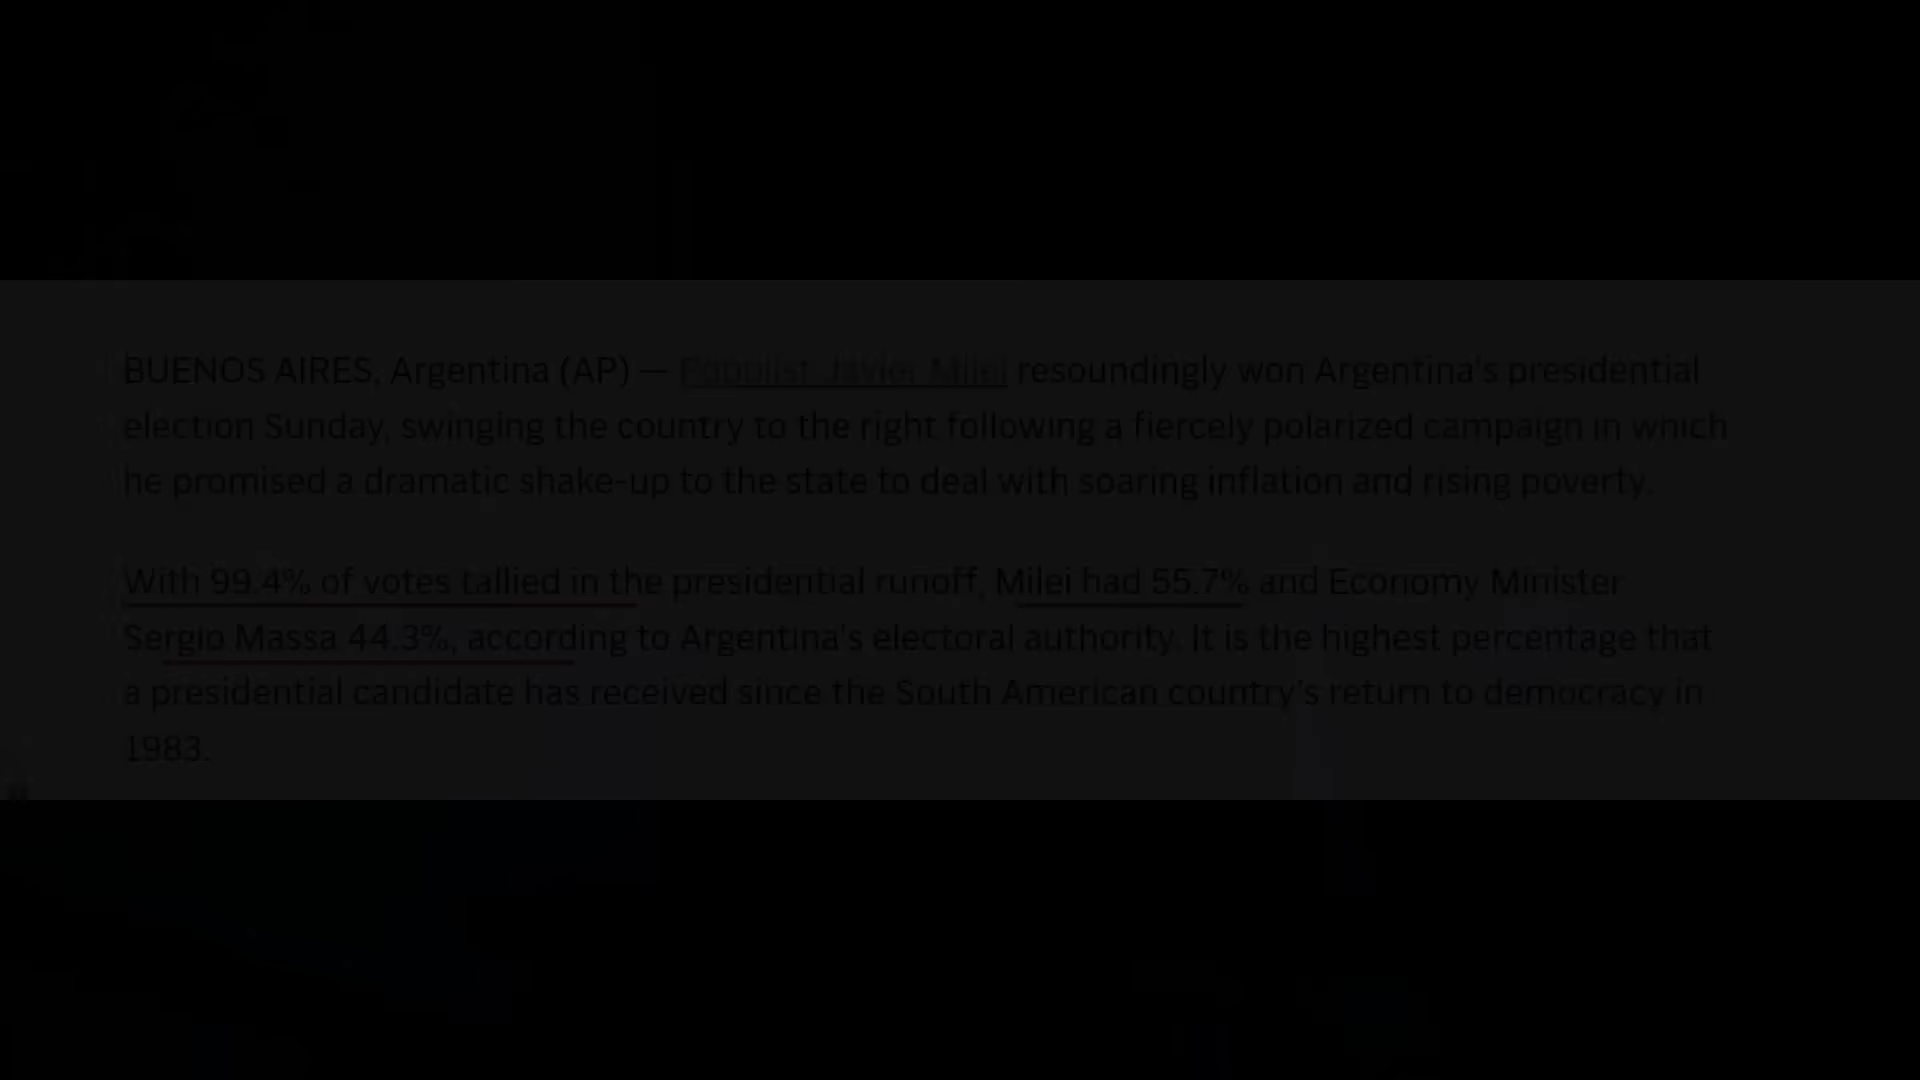 BUENOS AIRES, Argentina (AP) — Populist Javier Milei resoundingly won Argentina's presidential
election Sunday, swinging the country to the right following a fiercely polarized campaign in which
he promised a dramatic shake-up to the state to deal with soaring inflation and rising poverty.
With 99.4% of votes tallied in the presidential runoff, Milei had 55.7% and Economy Minister
Sergio Massa 44.3%, according to Argentina's electoral authority. It is the highest percentage that
a presidential candidate has received since the South American country's return to democracy in
1983.